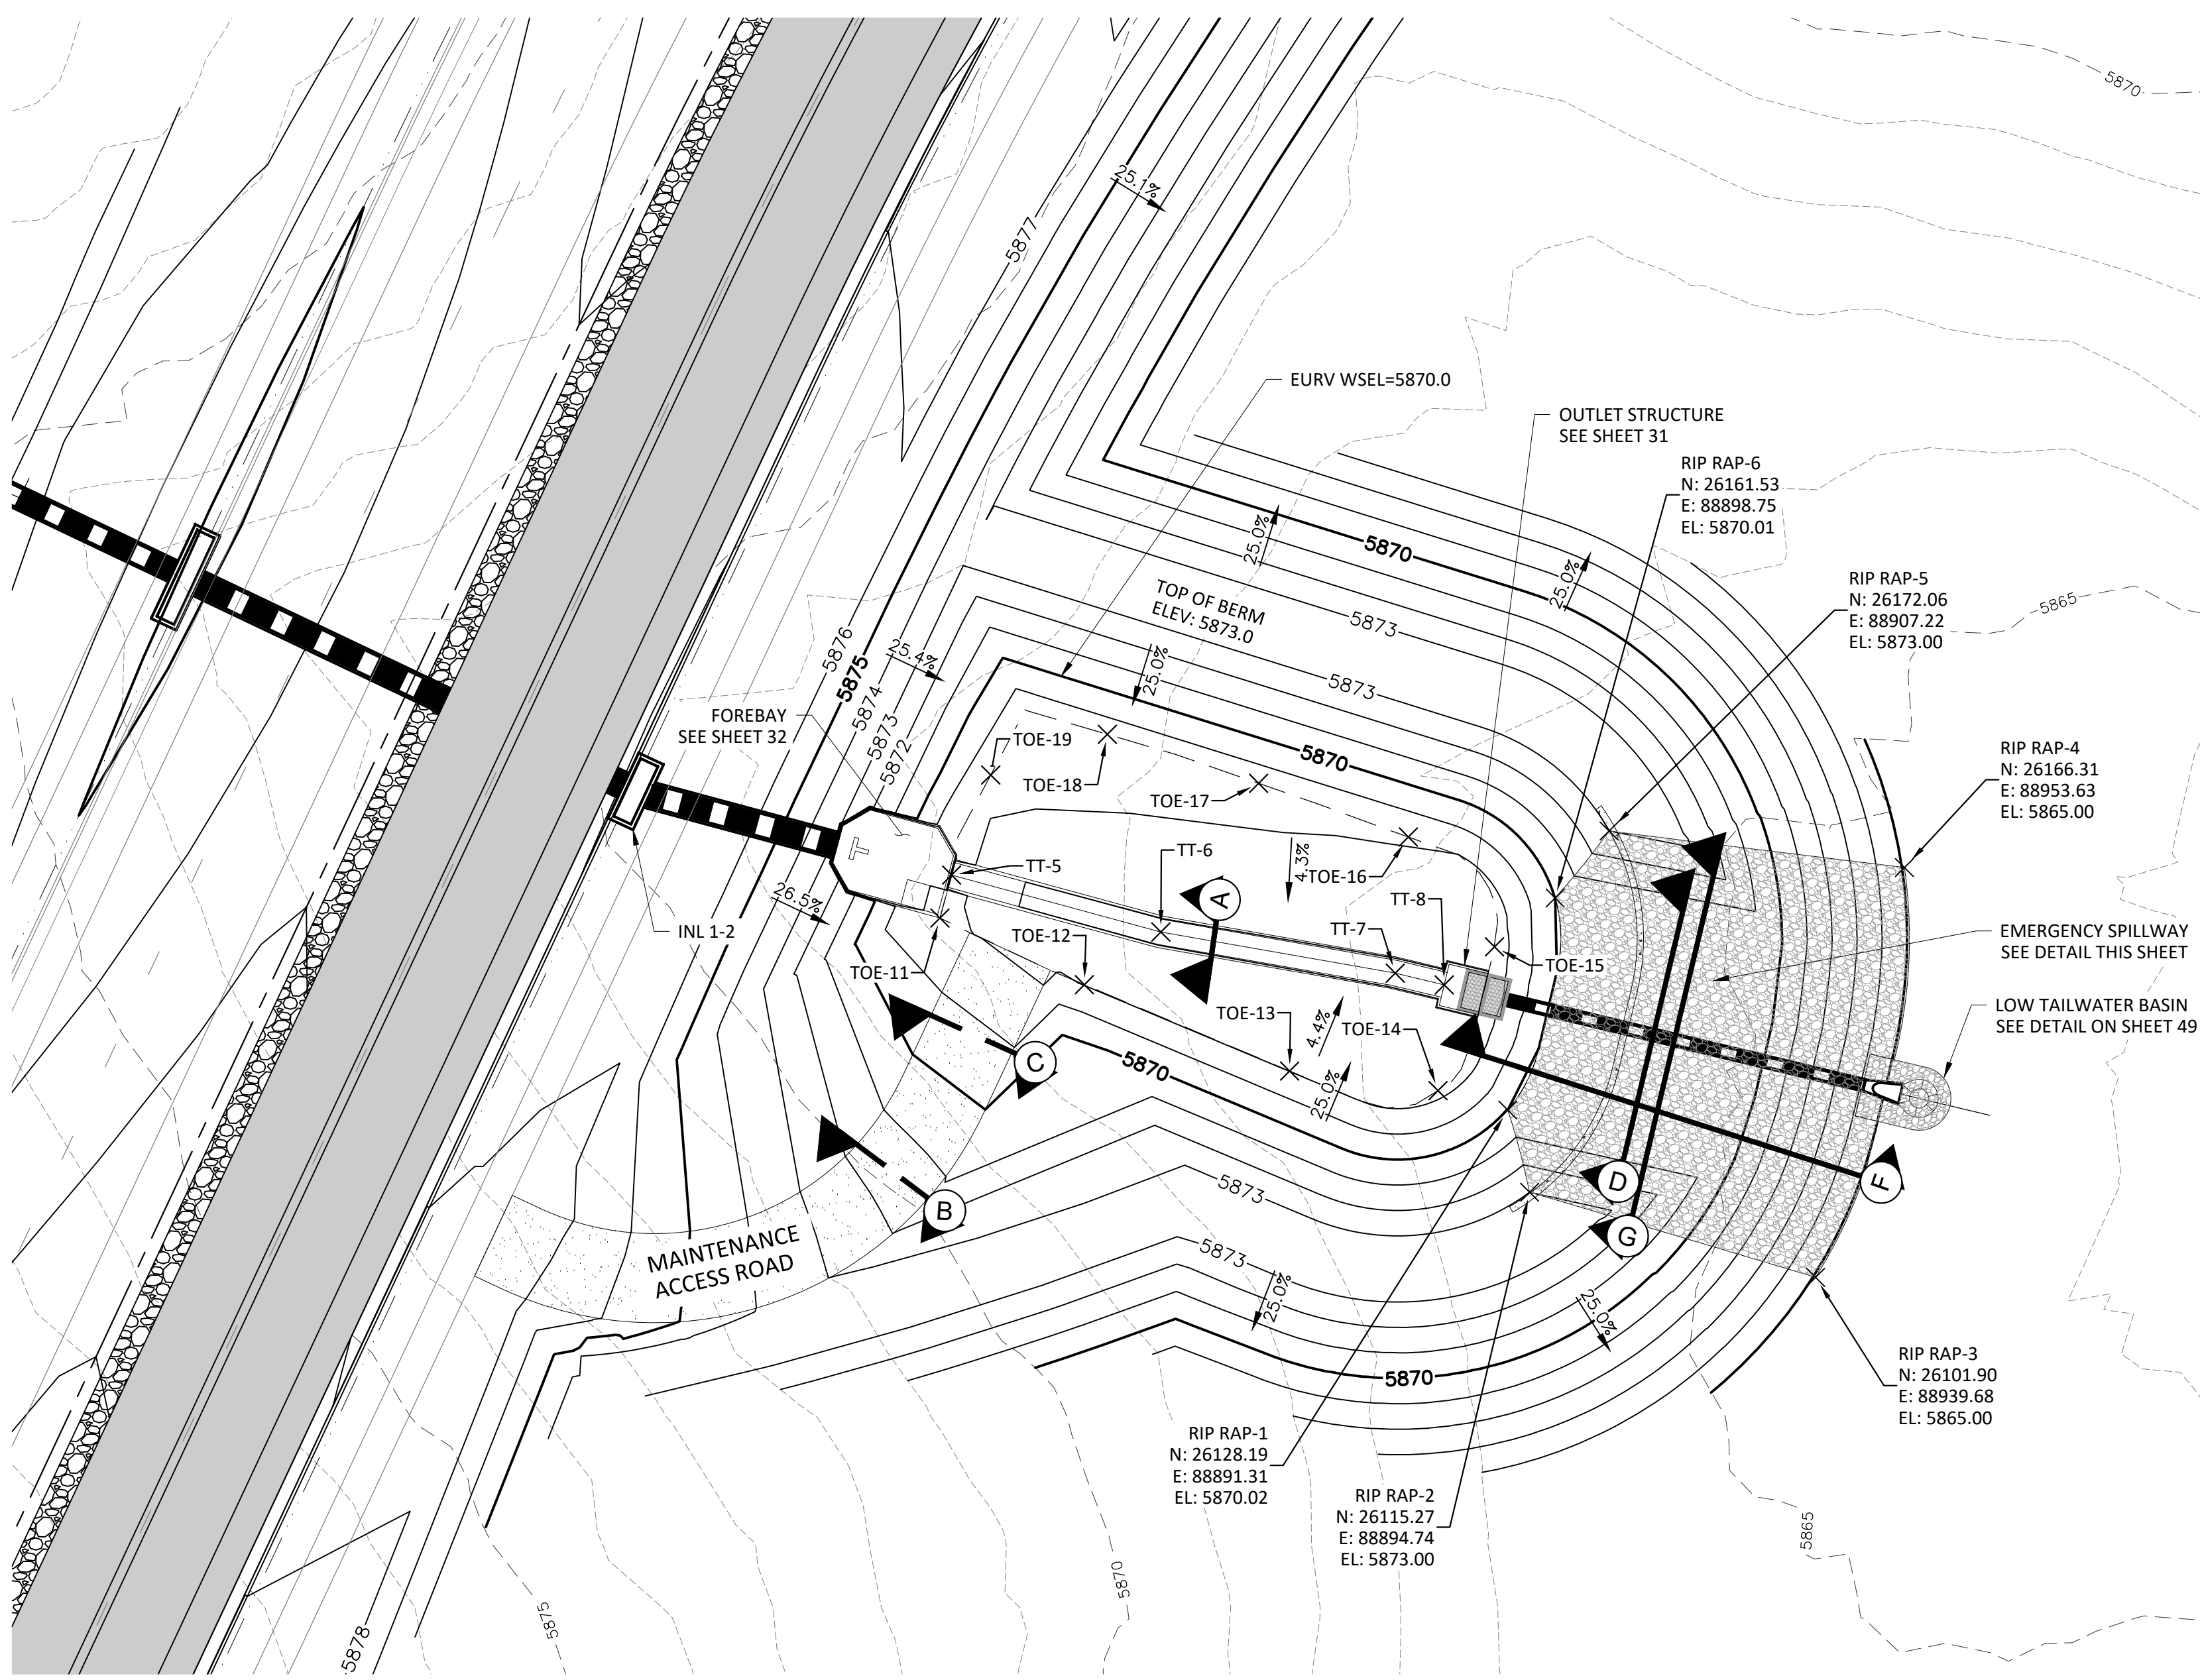 5870
25.1%
5877
EURV WSEL=5870.0
OUTLET STRUCTURE
SEE SHEET 31
RIP RAP-6
N: 26161.53
E: 88898.75
EL: 5870.01
25.0%
5870
25.0%
TOP OF BERM
ELEV: 5873.0
5873
RIP RAP-5
N: 26172.06
E: 88907.22
EL: 5873.00
5865
5876
5875
5874
5873
5872
25.4%
25.0%
5873
FOREBAY
SEE SHEET 32
TOE-19
TOE-18
TOE-17
5870
RIP RAP-4
N: 26166.31
E: 88953.63
EL: 5865.00
TT-5
TT-6
4.3%
TOE-16
26.5%
INL 1-2
A
TT-8
TT-7
TOE-12
TOE-11
TOE-15
EMERGENCY SPILLWAY
SEE DETAIL THIS SHEET
LOW TAILWATER BASIN
SEE DETAIL ON SHEET 49
TOE-13
4.4%
TOE-14
C
5870
25.0%
B
D
F
G
5873
5873
MAINTENANCE
ACCESS ROAD
25.0%
25.0%
5870
RIP RAP-3
N: 26101.90
E: 88939.68
EL: 5865.00
RIP RAP-1
N: 26128.19
E: 88891.31
EL: 5870.02
RIP RAP-2
N: 26115.27
E: 88894.74
EL: 5873.00
5865
5870
5875
5878